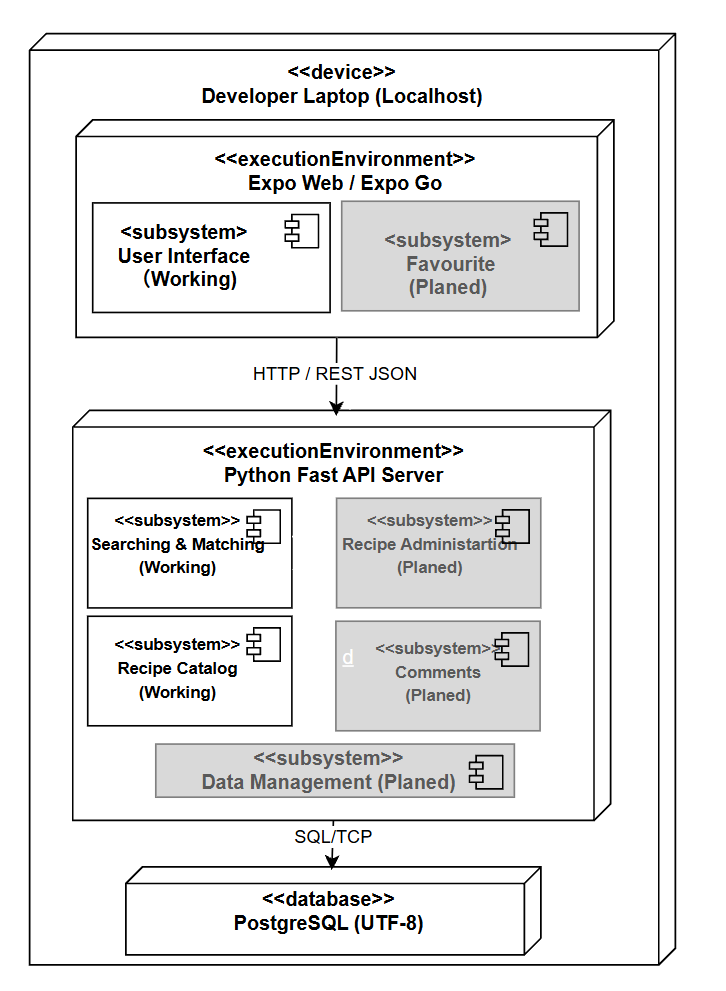 <<device>>
Developer Laptop (Localhost)
<<executionEnvironment>>
Expo Web / Expo Go
<subsystem>
User Interface
(Working)
<subsystem>
Favourite
(Planed)
HTTP / REST JSON
<<executionEnvironment>>
Python Fast API Server
<<subsystem>>
Searching & Matching
(Working)
<<subsystem>>
Recipe Administartion
(Planed)
<<subsystem>>
Recipe Catalog
(Working)
d
<<subsystem>>
Comments
(Planed)
<<subsystem>>
Data Management (Planed)
SQL/TCP
<<database>>
PostgreSQL (UTF-8)